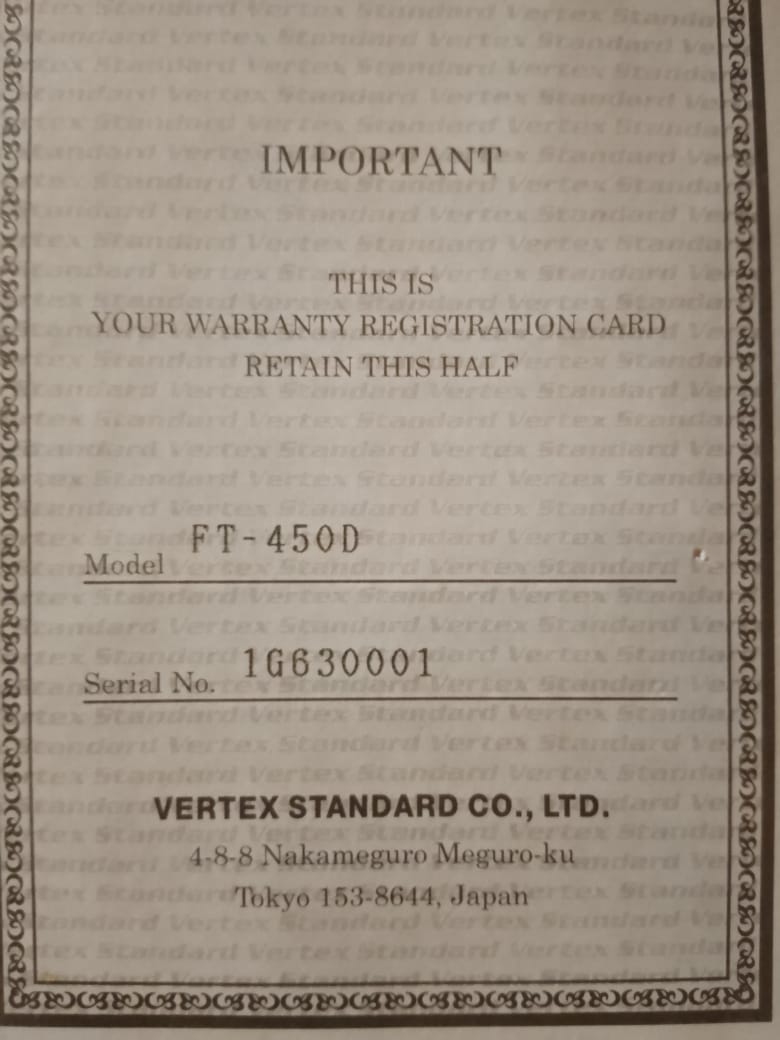 IMPORTANT
THIS IS
YOUR WARRANTY REGISTRATION CARD
RETAIN THIS HALF
Model FT-450D
Serial No. 1G630001
VERTEX STANDARD CO., LTD.
4-8-8 Nakameguro Meguro-ku
Tokyo 153-8644, Japan